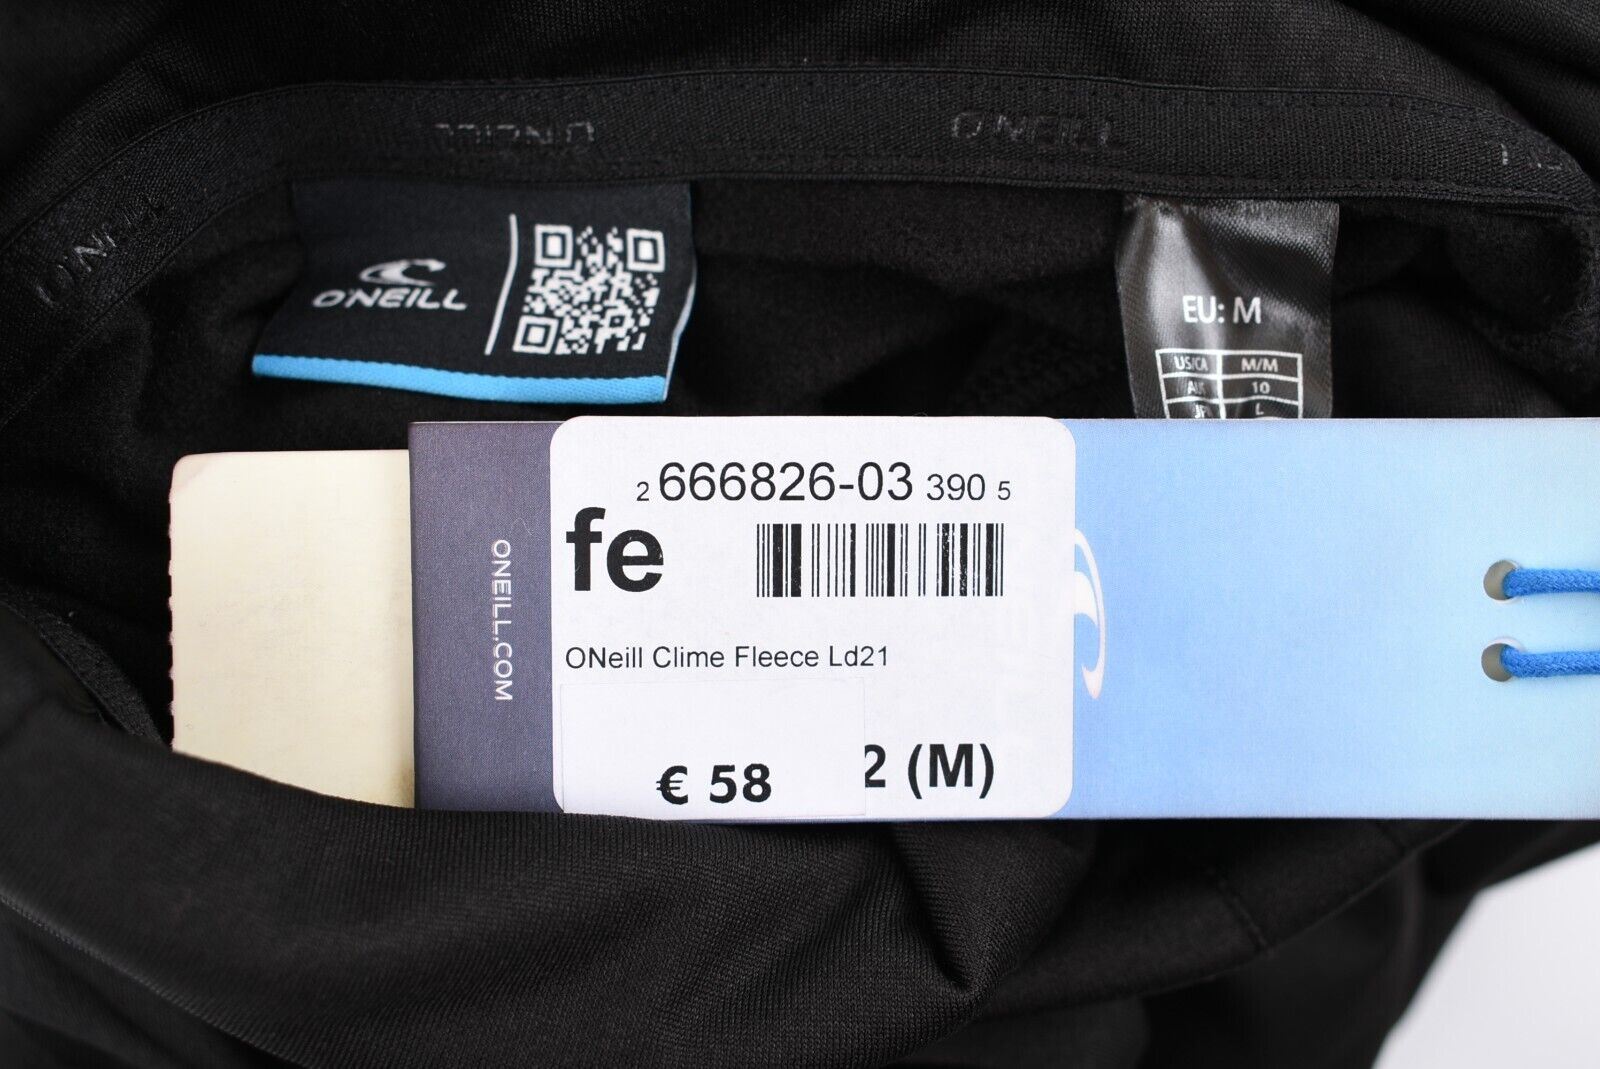 O'NEILL
O'NEILL
O'NEILL
O'NEILL
EU: M
US/CA M/M
AUS 10
L
2 666826-03 390 5
fe
ONEILL.COM
ONeill Clime Fleece Ld21
€ 58
2 (M)